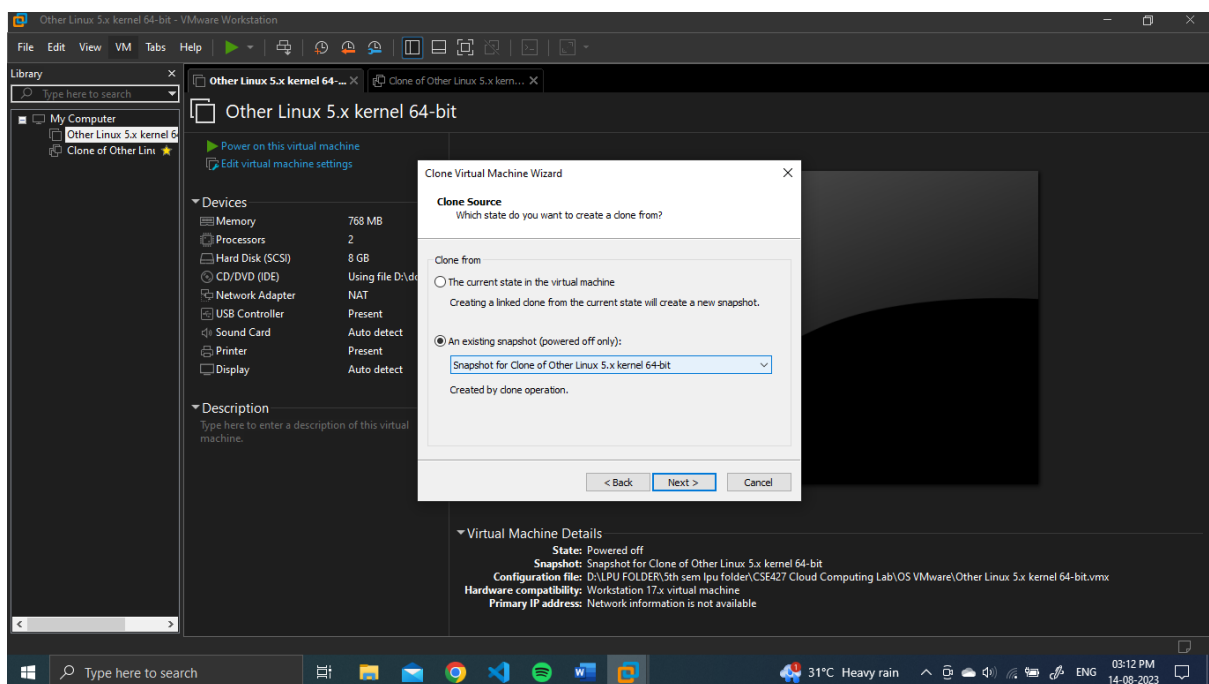 Other Linux 5.x kernel 64-bit - VMware Workstation
File Edit View VM Tabs Help
Library
Type here to search
My Computer
Other Linux 5.x kernel 6
Clone of Other Linu
Other Linux 5.x kernel 64-...
Clone of Other Linux 5.x kern...
Other Linux 5.x kernel 64-bit
Power on this virtual machine
Edit virtual machine settings
Devices
Memory 768 MB
Processors 2
Hard Disk (SCSI) 8 GB
CD/DVD (IDE) Using file D:\do
Network Adapter NAT
USB Controller Present
Sound Card Auto detect
Printer Present
Display Auto detect
Description
Type here to enter a description of this virtual
machine.
Clone Virtual Machine Wizard
Clone Source
Which state do you want to create a clone from?
Clone from
The current state in the virtual machine
Creating a linked clone from the current state will create a new snapshot.
An existing snapshot (powered off only):
Snapshot for Clone of Other Linux 5.x kernel 64-bit
Created by clone operation.
< Back Next > Cancel
Virtual Machine Details
State: Powered off
Snapshot: Snapshot for Clone of Other Linux 5.x kernel 64-bit
Configuration file: D:\LPU FOLDER\5th sem lpu folder\CSE427 Cloud Computing Lab\OS VMware\Other Linux 5.x kernel 64-bit.vmx
Hardware compatibility: Workstation 17.x virtual machine
Primary IP address: Network information is not available
Type here to search
31°C Heavy rain
ENG
03:12 PM
14-08-2023